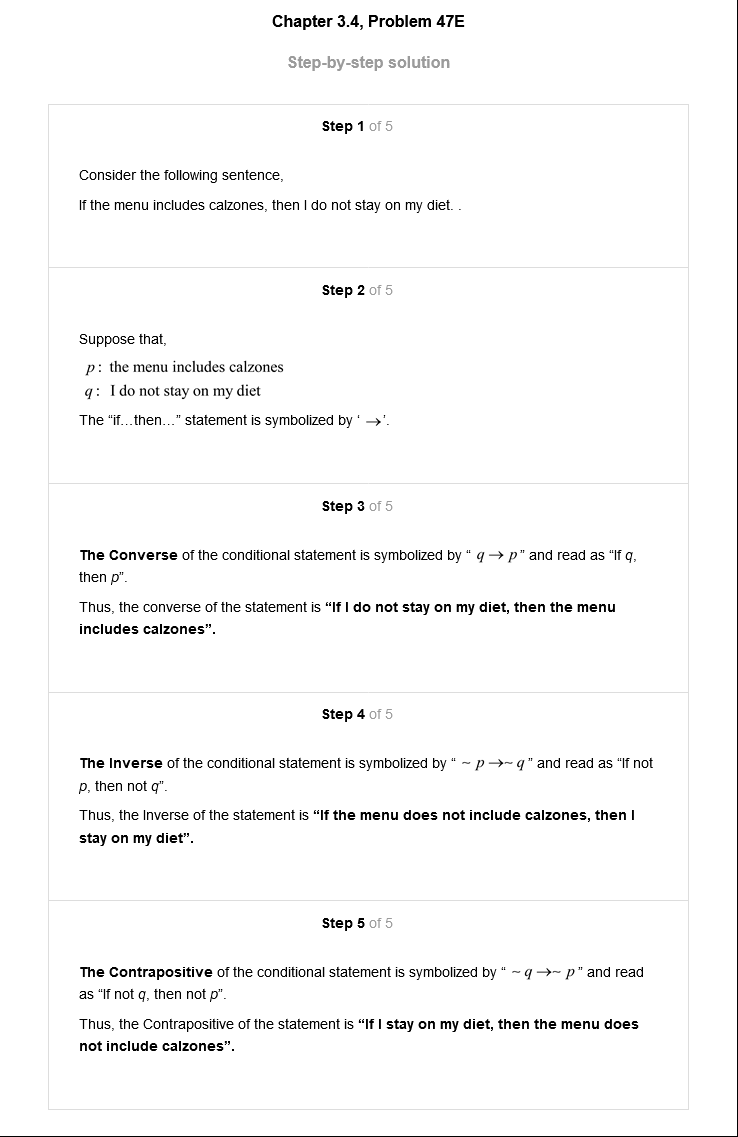 Chapter 3.4, Problem 47E
Step-by-step solution
Step 1 of 5
Consider the following sentence,
If the menu includes calzones, then I do not stay on my diet. .
Step 2 of 5
Suppose that,
p : the menu includes calzones
q : I do not stay on my diet
The “if…then…” statement is symbolized by ‘ →’.
Step 3 of 5
The Converse of the conditional statement is symbolized by “ q → p ” and read as “If q,
then p”.
Thus, the converse of the statement is “If I do not stay on my diet, then the menu
includes calzones”.
Step 4 of 5
The Inverse of the conditional statement is symbolized by “ ~ p →~ q ” and read as “If not
p, then not q”.
Thus, the Inverse of the statement is “If the menu does not include calzones, then I
stay on my diet”.
Step 5 of 5
The Contrapositive of the conditional statement is symbolized by “ ~ q →~ p ” and read
as “If not q, then not p”.
Thus, the Contrapositive of the statement is “If I stay on my diet, then the menu does
not include calzones”.